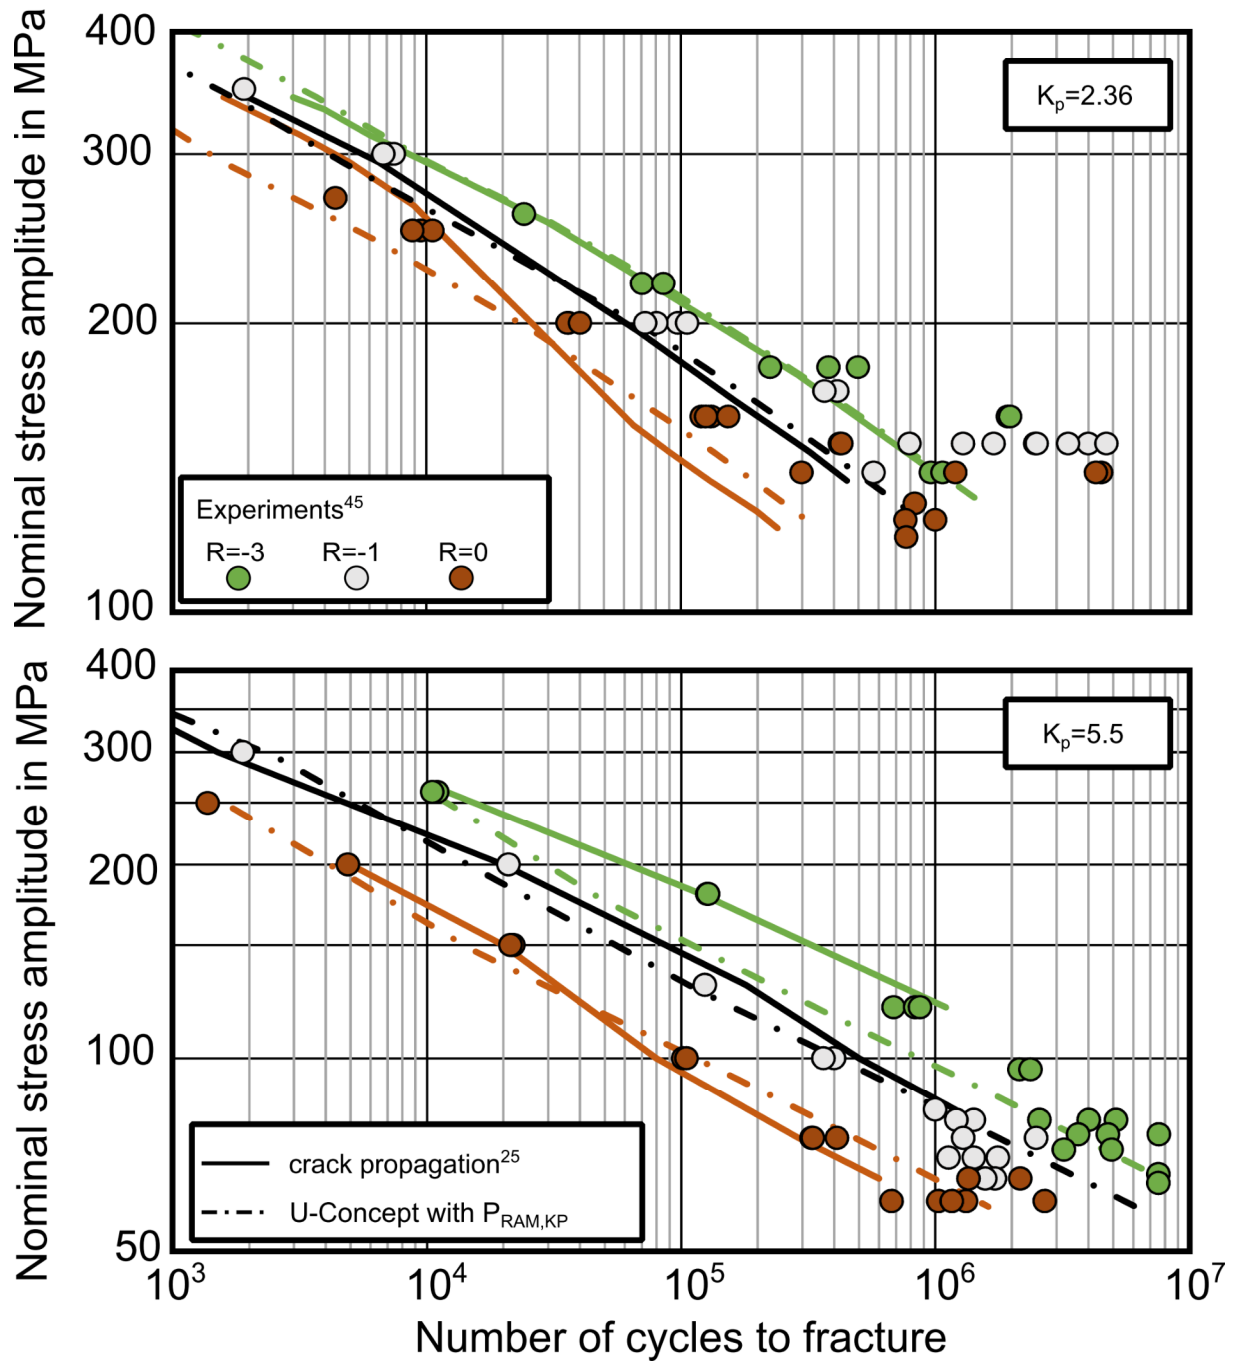 Nominal stress amplitude in MPa
400
300
200
100
Kp=2.36
Experiments45
R=-3 R=-1 R=0
Nominal stress amplitude in MPa
400
300
200
100
50
Kp=5.5
crack propagation25
U-Concept with PRAM,KP
10³ 10⁴ 10⁵ 10⁶ 10⁷
Number of cycles to fracture